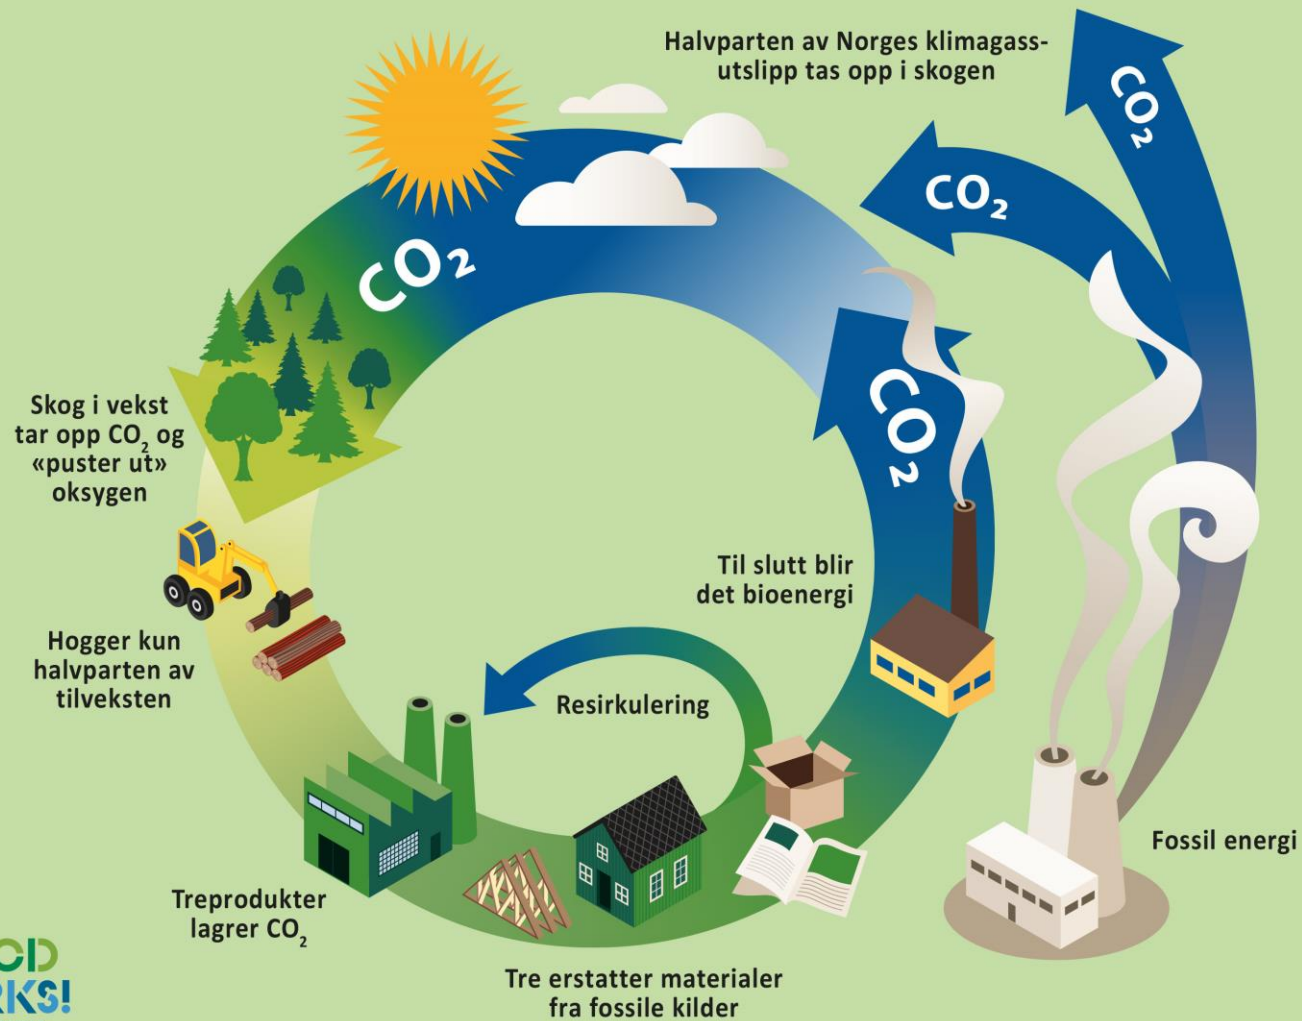 Halvparten av Norges klimagass-
utslipp tas opp i skogen
CO₂
CO₂
CO₂
CO₂
Skog i vekst
tar opp CO₂ og
«puster ut»
oksygen
Til slutt blir
det bioenergi
Hogger kun
halvparten av
tilveksten
Resirkulering
Fossil energi
Treprodukter
lagrer CO₂
Tre erstatter materialer
fra fossile kilder